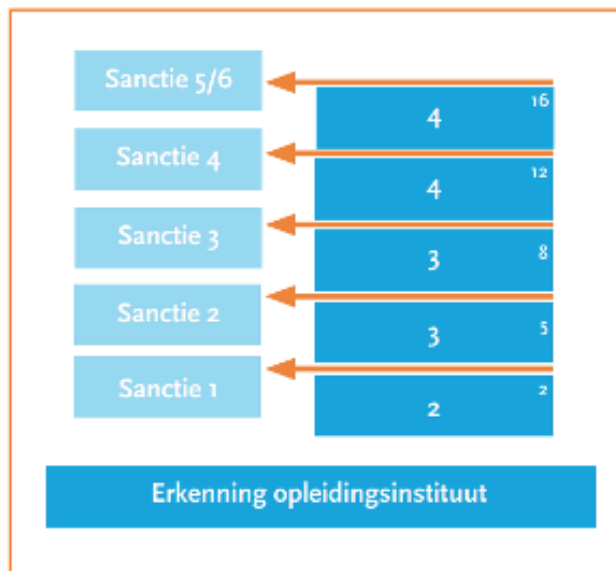 Sanctie 5/6
16
4
Sanctie 4
12
4
Sanctie 3
8
3
Sanctie 2
5
3
Sanctie 1
2
2
Erkenning opleidingsinstituut